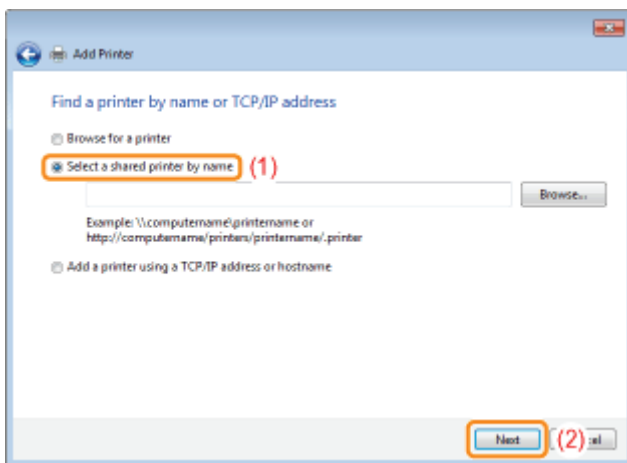 Add Printer
Find a printer by name or TCP/IP address
Browse for a printer
Select a shared printer by name (1)
Browse...
Example: \\computername\printername or
http://computername/printers/printername/.printer
Add a printer using a TCP/IP address or hostname
Next (2)